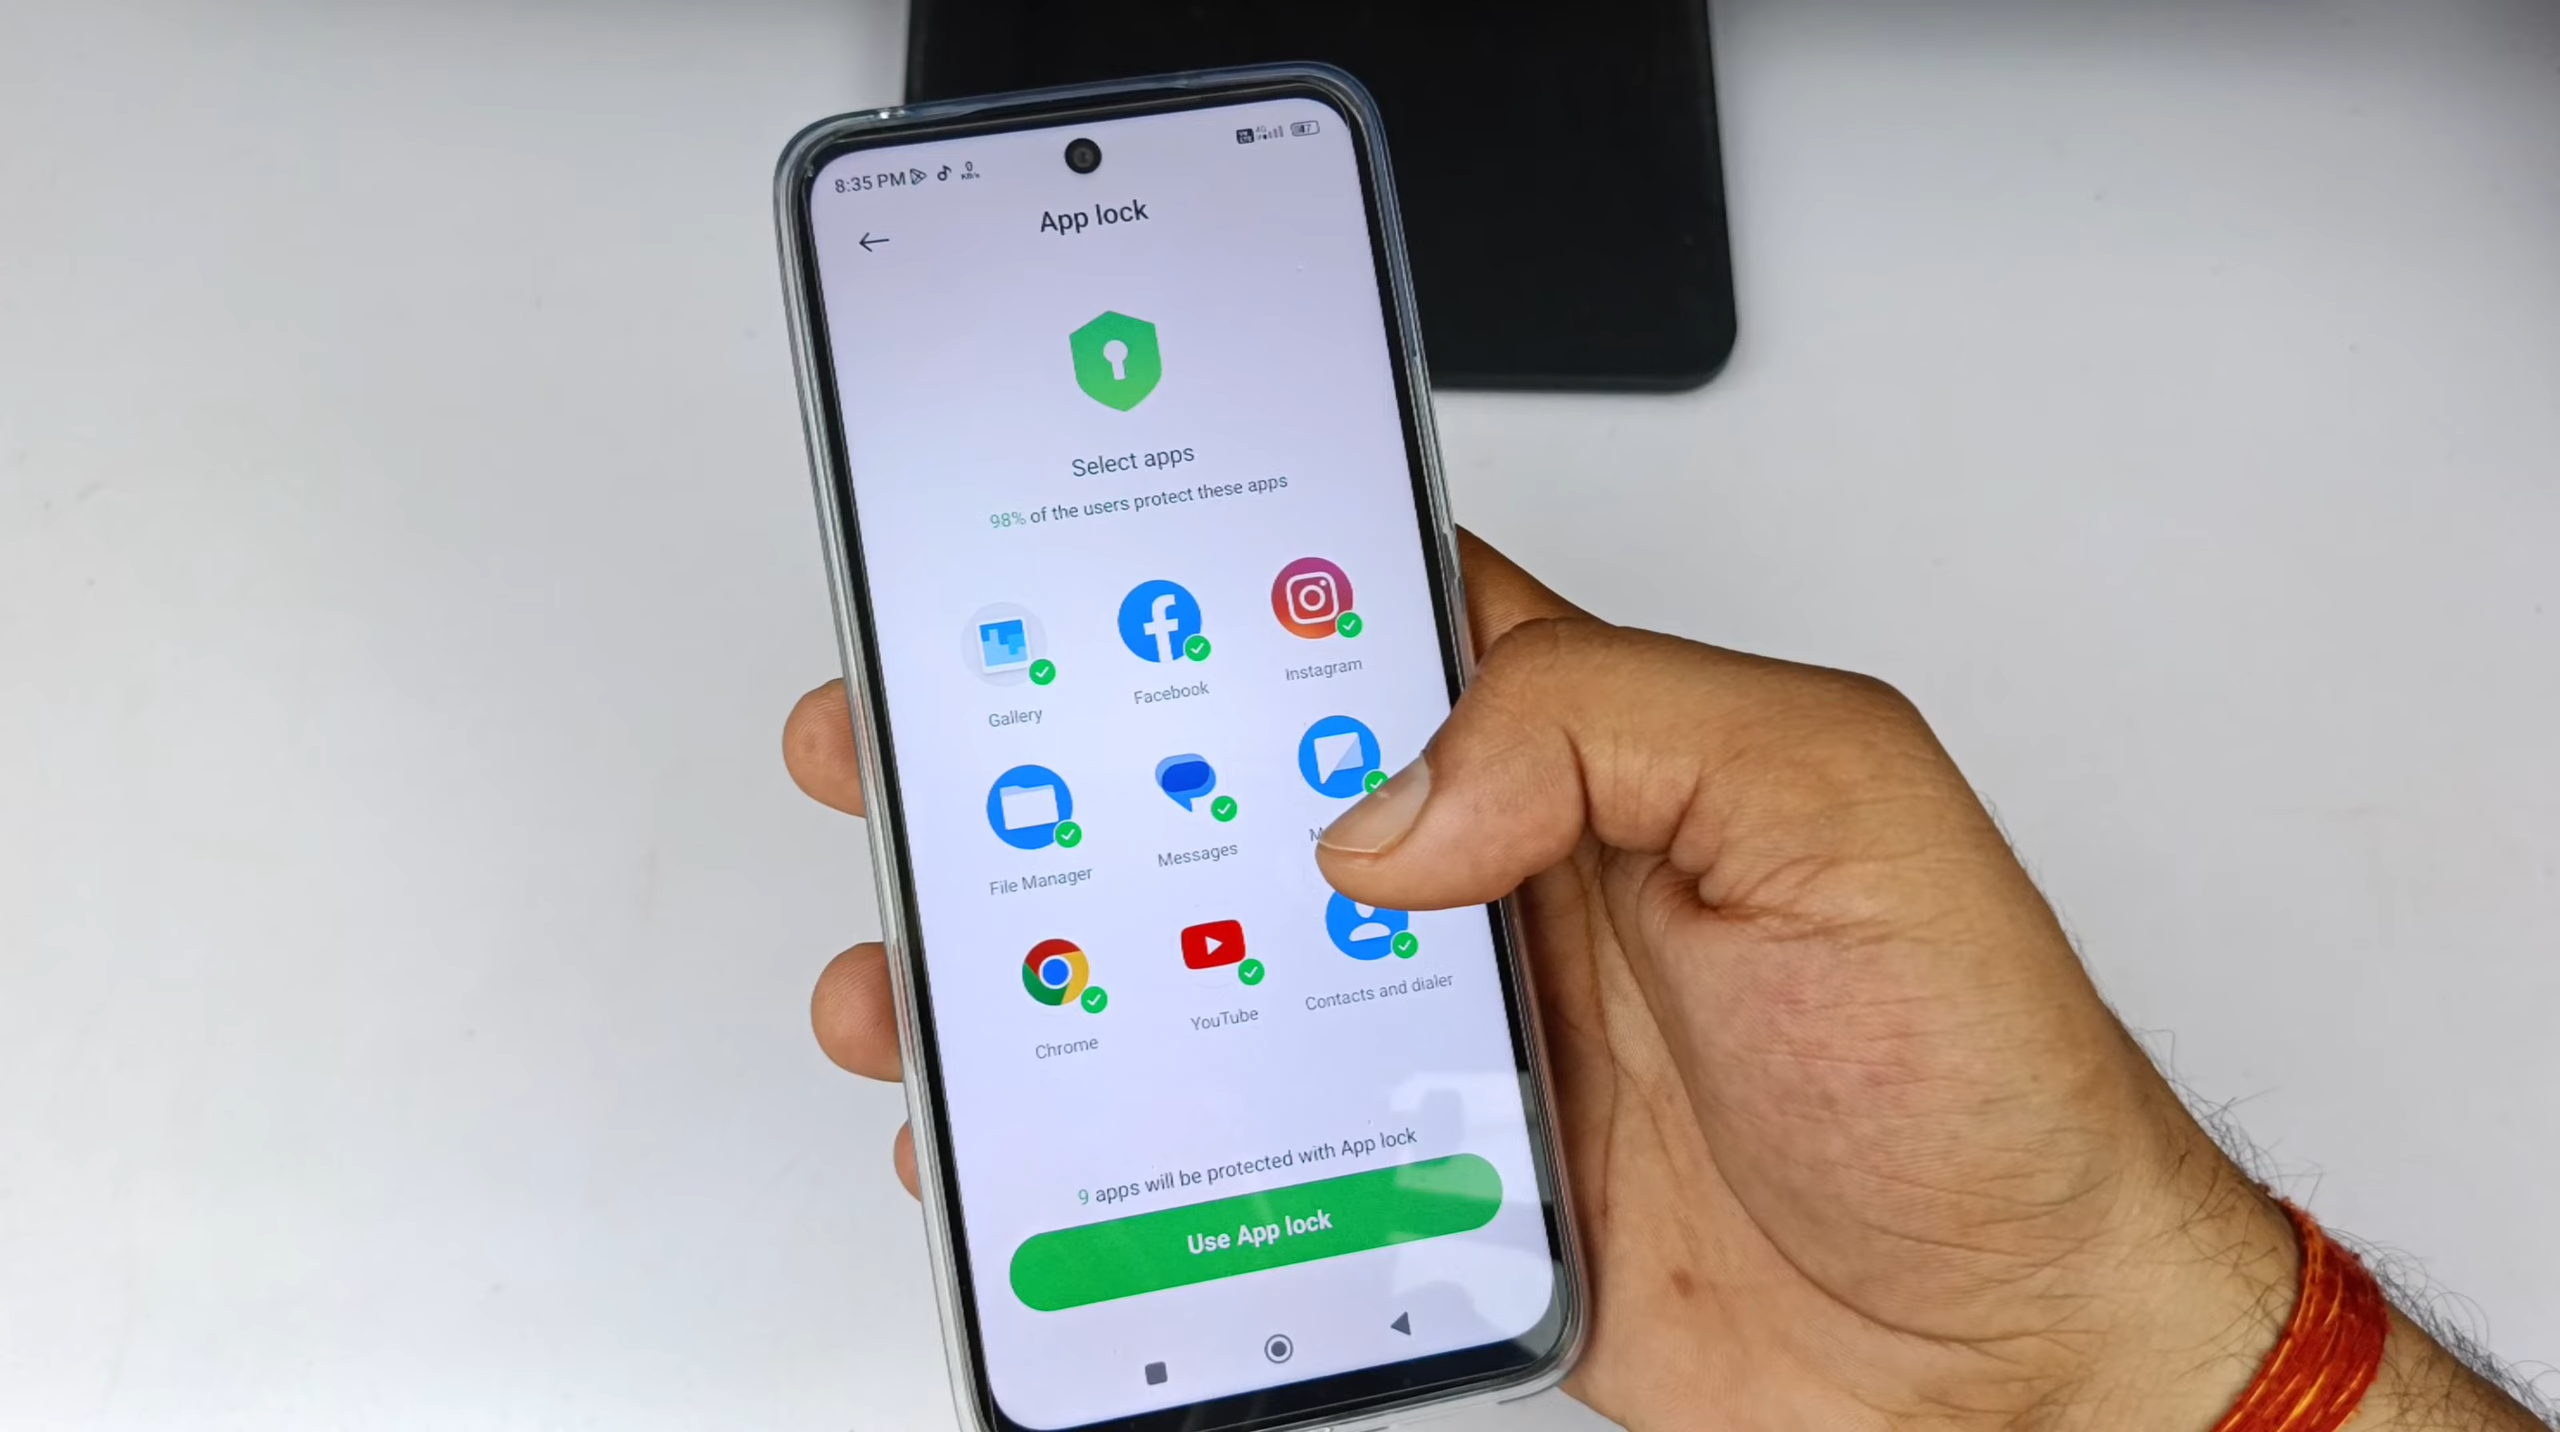 8:35 PM
App lock
Select apps
98% of the users protect these apps
Gallery
Facebook
Instagram
File Manager
Messages
Chrome
YouTube
Contacts and dialer
9 apps will be protected with App lock
Use App lock